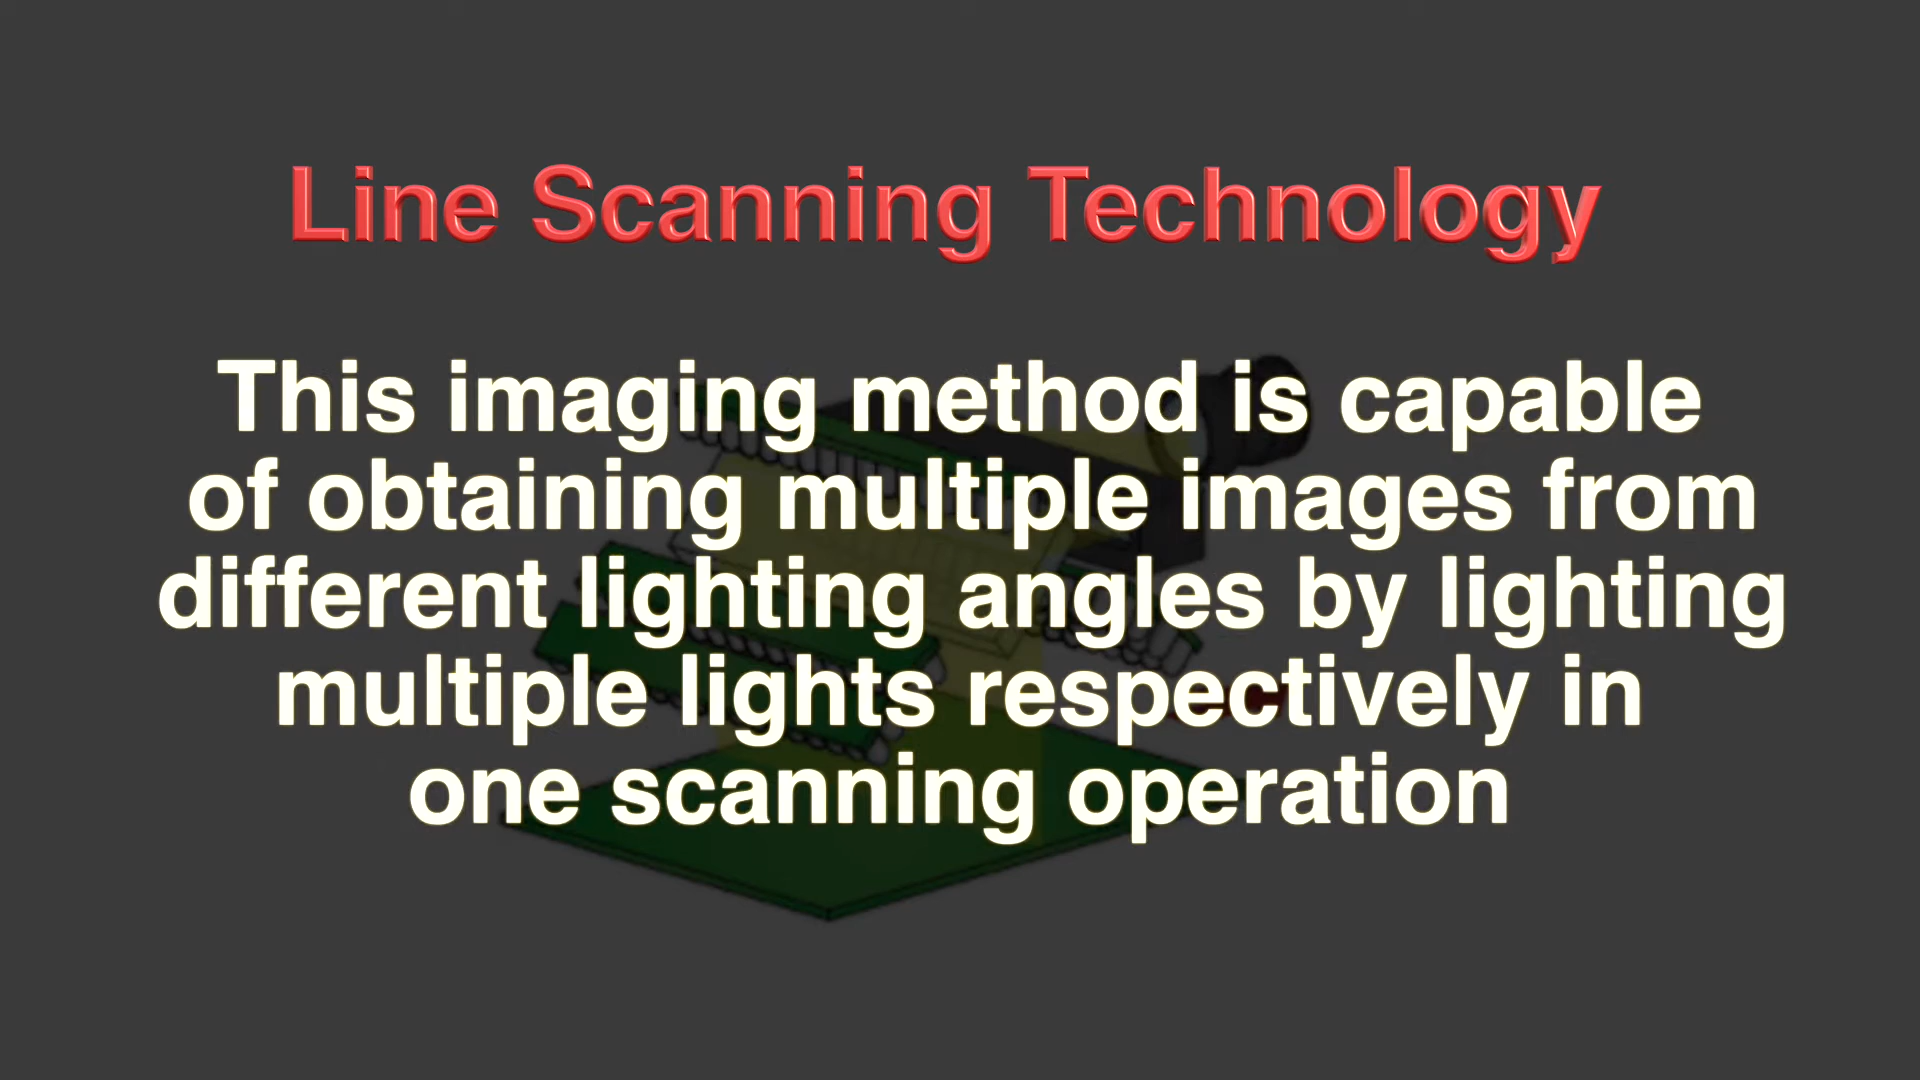 Line Scanning Technology
This imaging method is capable
of obtaining multiple images from
different lighting angles by lighting
multiple lights respectively in
one scanning operation